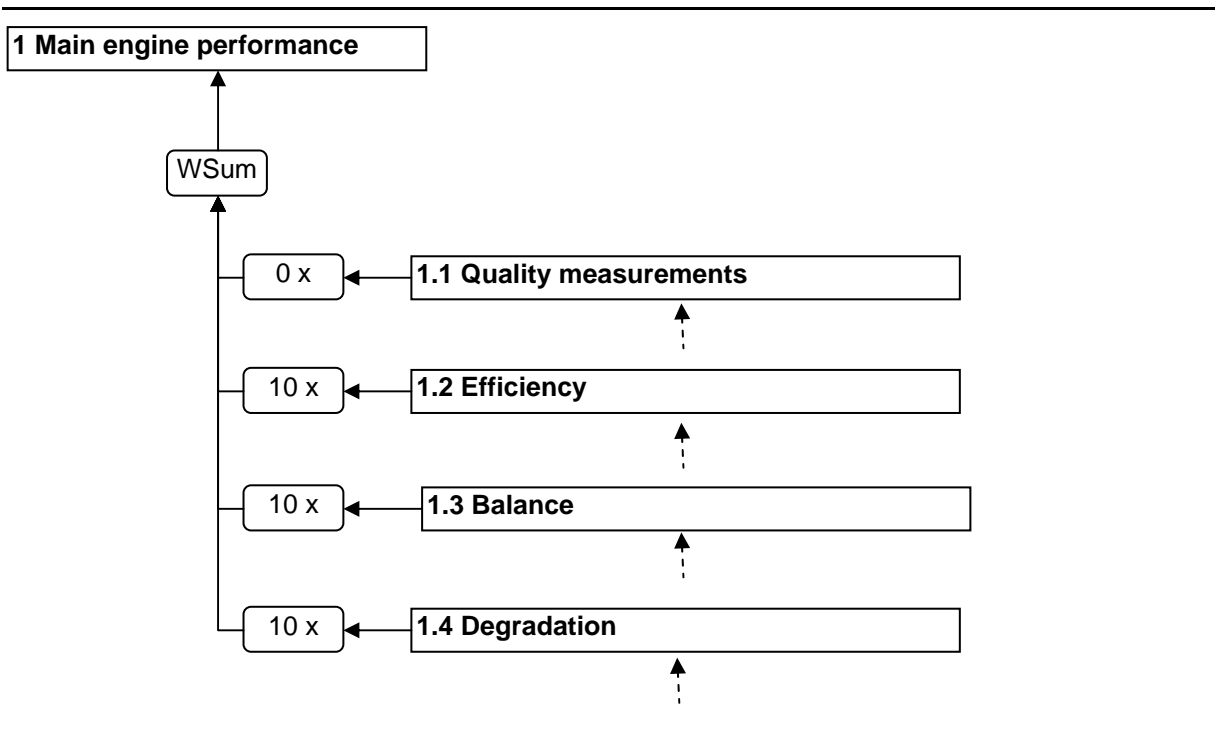 1 Main engine performance
WSum
0 x
1.1 Quality measurements
10 x
1.2 Efficiency
10 x
1.3 Balance
10 x
1.4 Degradation